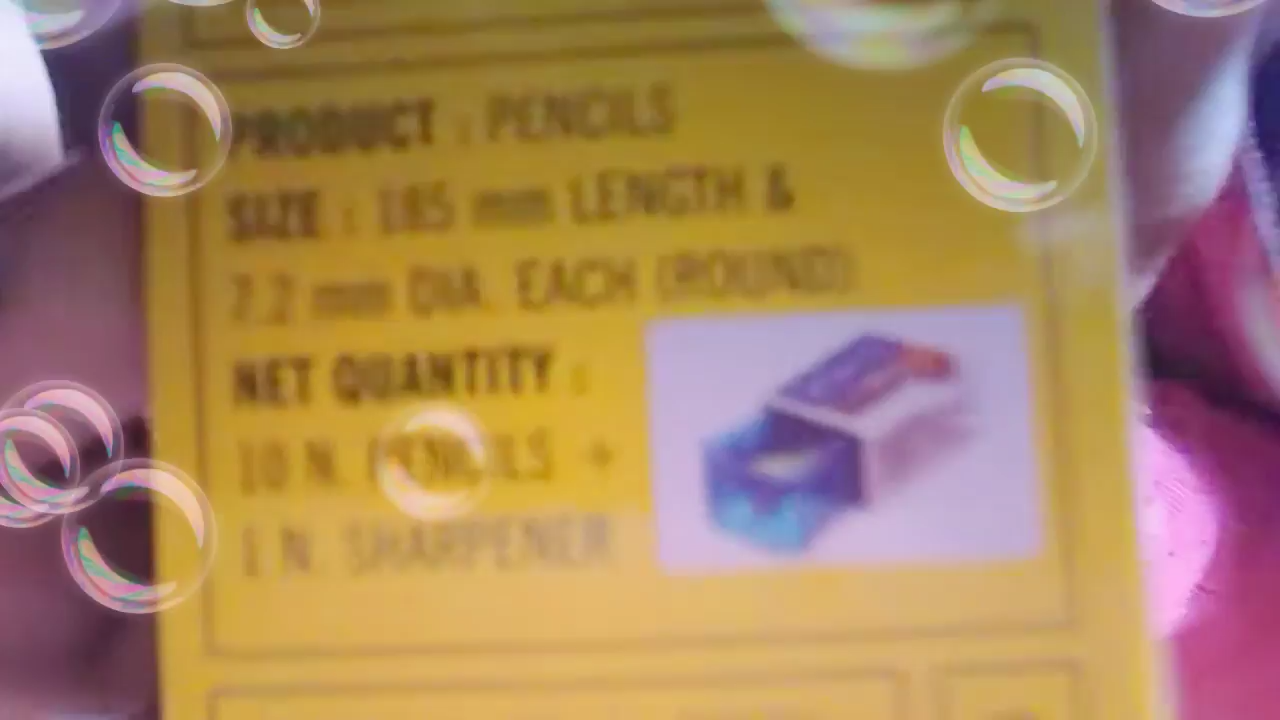 PRODUCT : PENCILS
SIZE : 185 mm LENGTH &
7.2 mm DIA. EACH (ROUND)
NET QUANTITY :
10 N. PENCILS +
1 N. SHARPENER